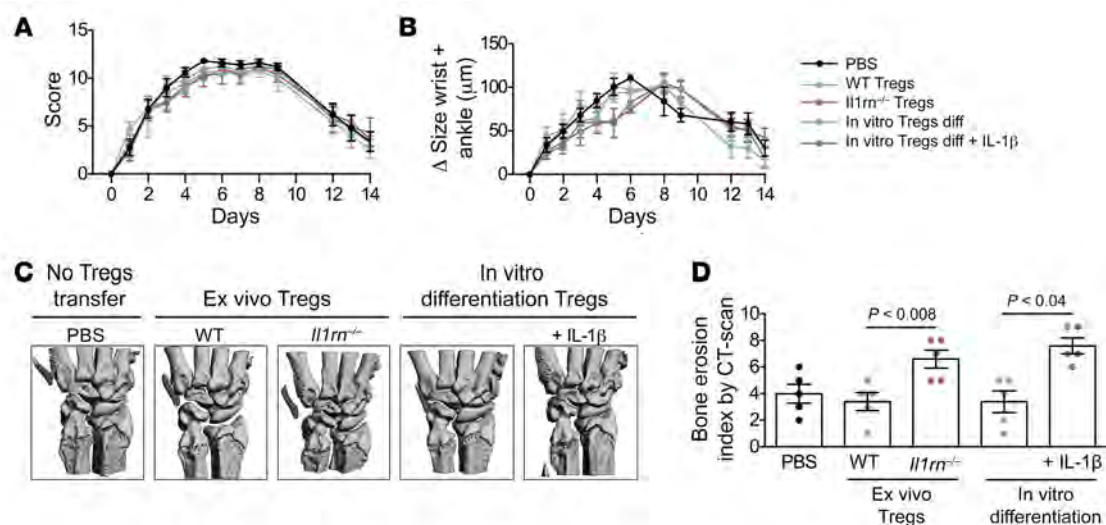 A
Score
15
10
5
0
0 2 4 6 8 10 12 14
Days
B
Δ Size wrist +
ankle (μm)
150
100
50
0
0 2 4 6 8 10 12 14
Days
PBS
WT Tregs
Il1rn–/– Tregs
In vitro Tregs diff
In vitro Tregs diff + IL-1β
C
No Tregs
transfer
Ex vivo Tregs
In vitro
differentiation Tregs
PBS
WT
Il1rn–/–
+ IL-1β
D
Bone erosion
index by CT-scan
10
8
6
4
2
0
P < 0.008
P < 0.04
PBS
WT
Il1rn–/–
+ IL-1β
Ex vivo
Tregs
In vitro
differentiation